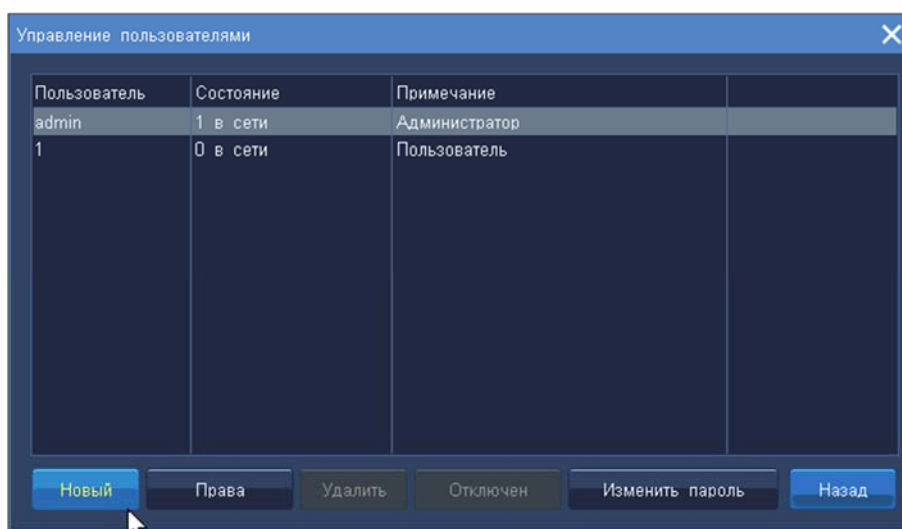 Управление пользователями
Пользователь Состояние Примечание
admin 1 в сети Администратор
1 0 в сети Пользователь
Новый Права Удалить Отключен Изменить пароль Назад